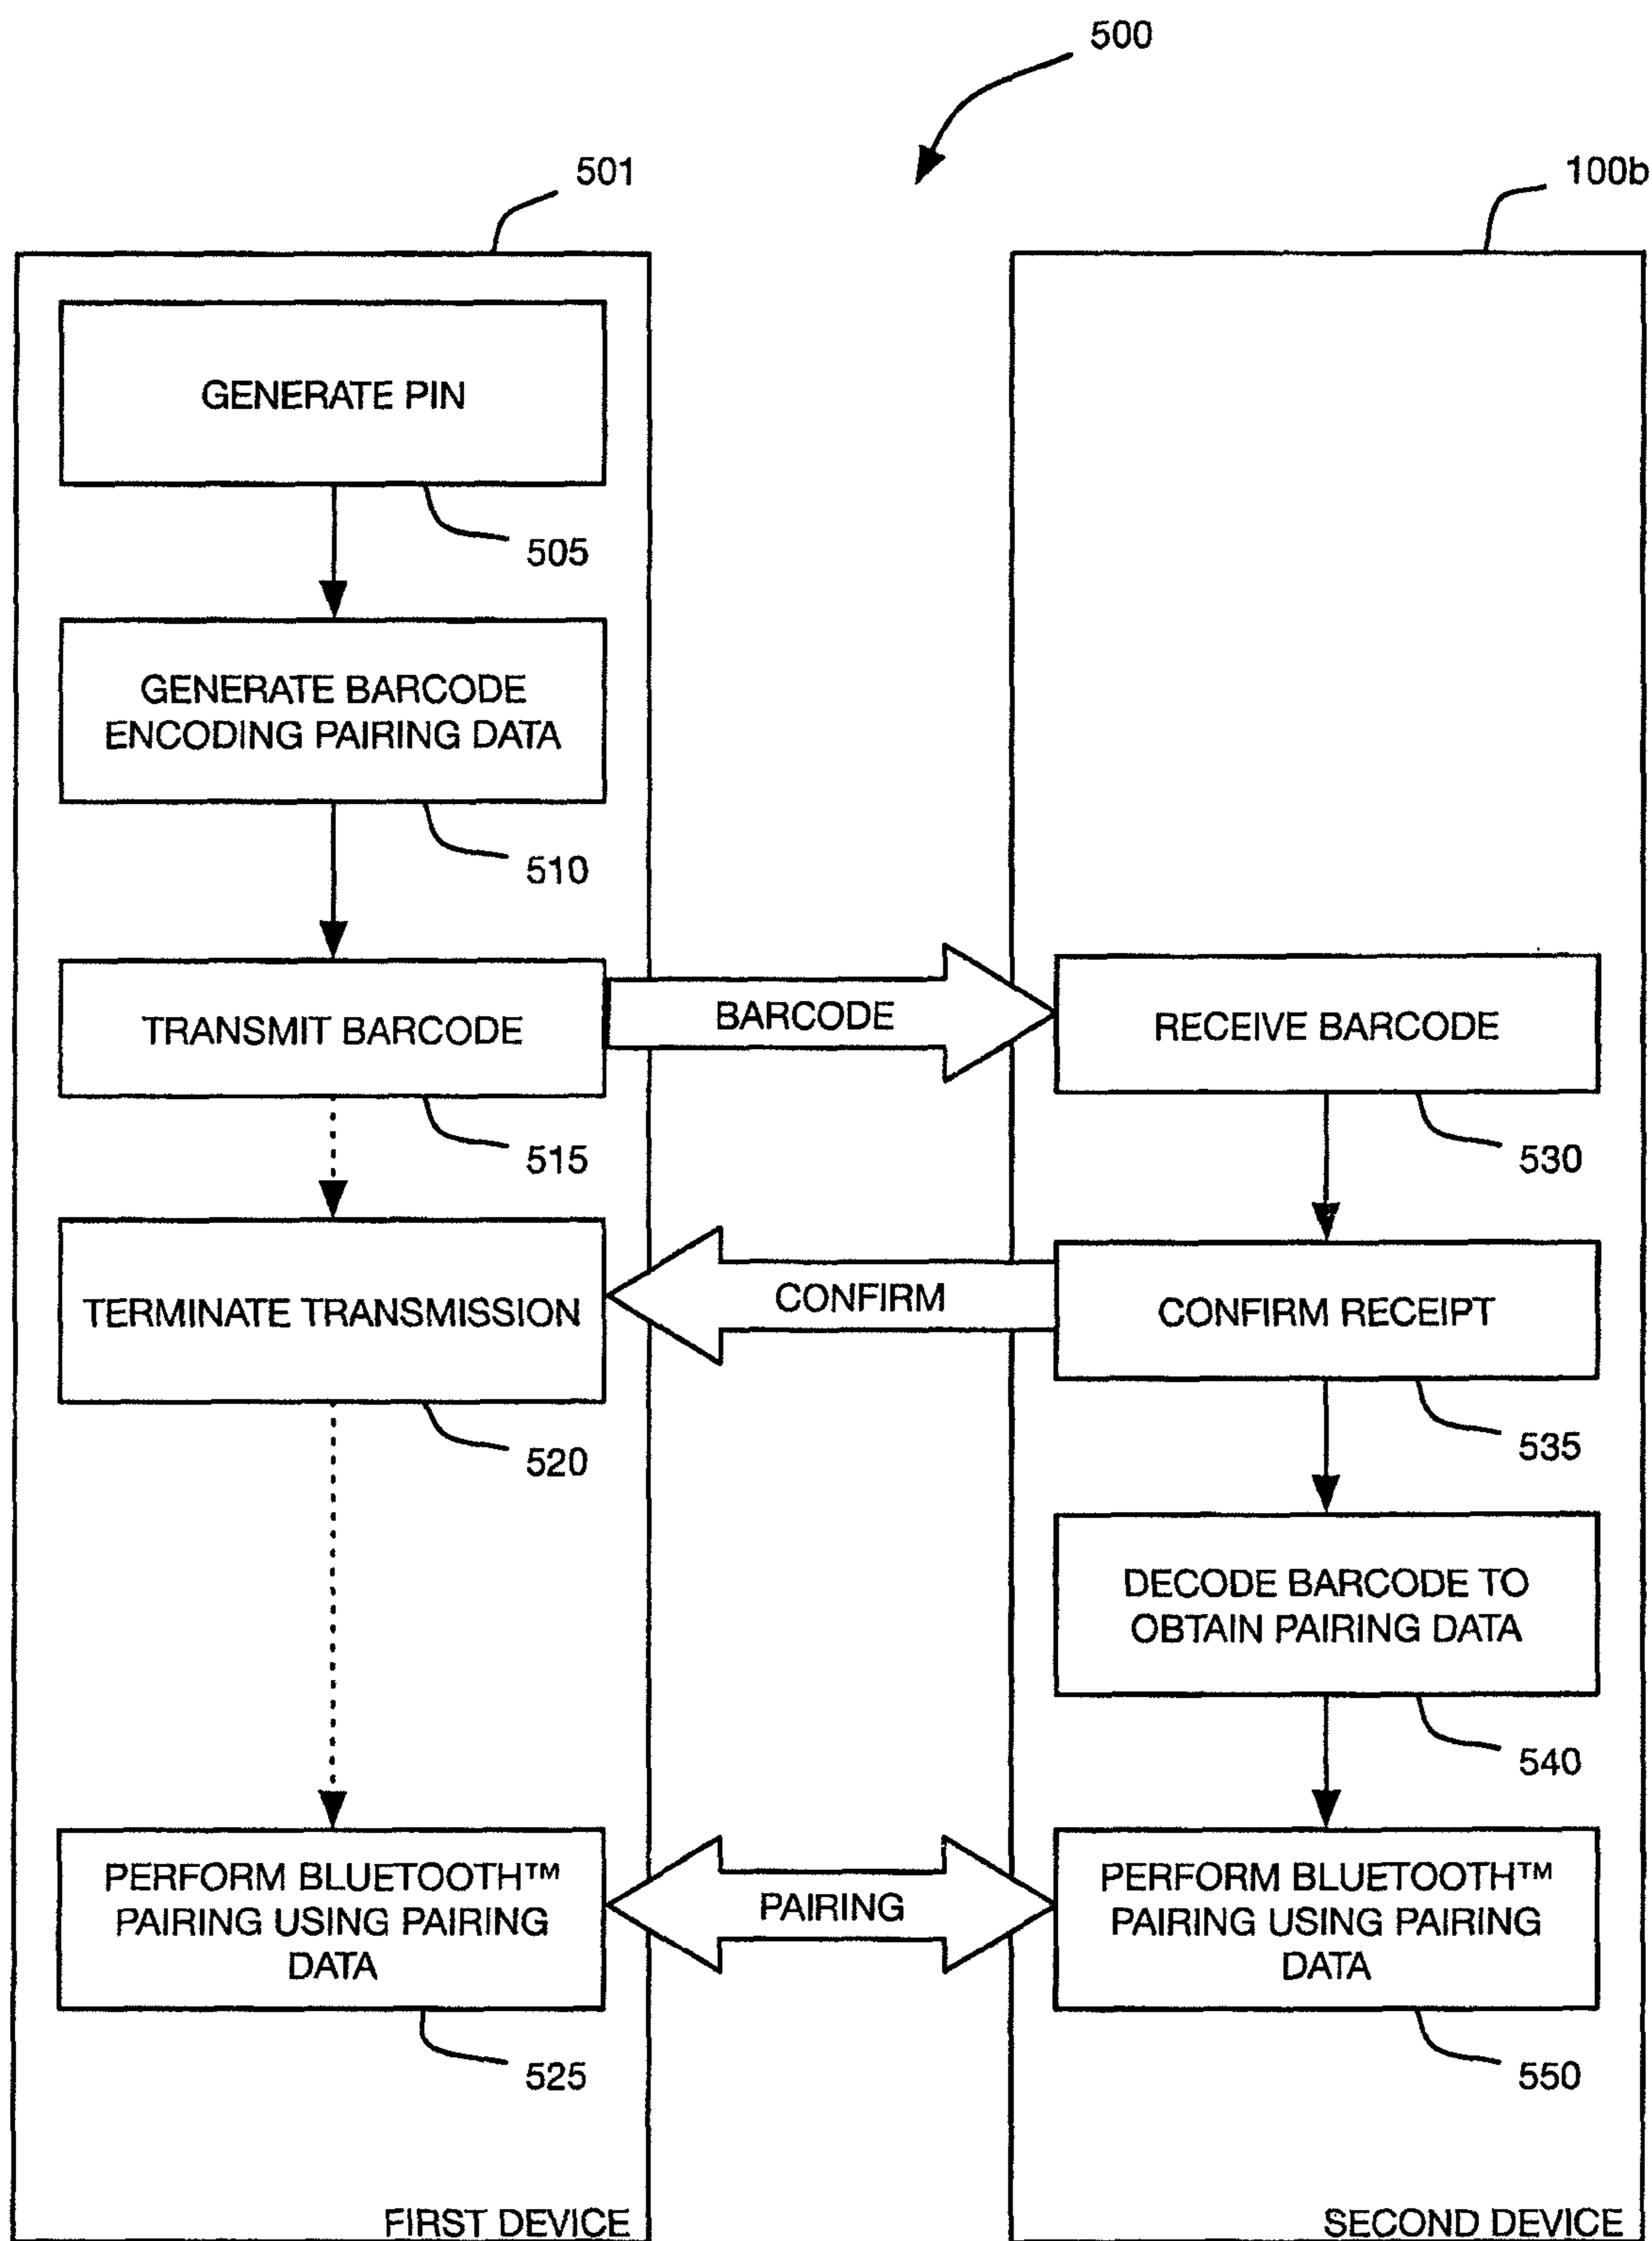 500
501
100b
GENERATE PIN
505
GENERATE BARCODE
ENCODING PAIRING DATA
510
TRANSMIT BARCODE
BARCODE
RECEIVE BARCODE
515
530
TERMINATE TRANSMISSION
CONFIRM
CONFIRM RECEIPT
520
535
DECODE BARCODE TO
OBTAIN PAIRING DATA
540
PERFORM BLUETOOTH™
PAIRING USING PAIRING
DATA
PAIRING
PERFORM BLUETOOTH™
PAIRING USING PAIRING
DATA
525
550
FIRST DEVICE
SECOND DEVICE